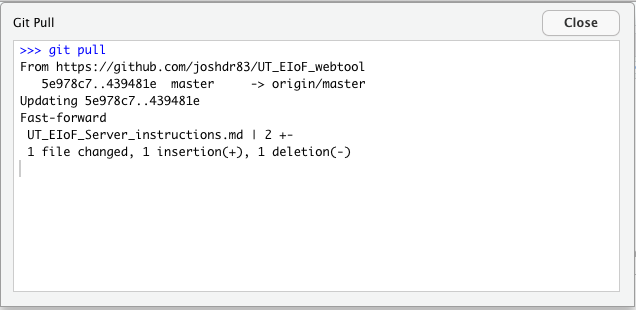 Git Pull
Close
>>> git pull
From https://github.com/joshdr83/UT_EIoF_webtool
   5e978c7..439481e  master     -> origin/master
Updating 5e978c7..439481e
Fast-forward
 UT_EIoF_Server_instructions.md | 2 +-
 1 file changed, 1 insertion(+), 1 deletion(-)